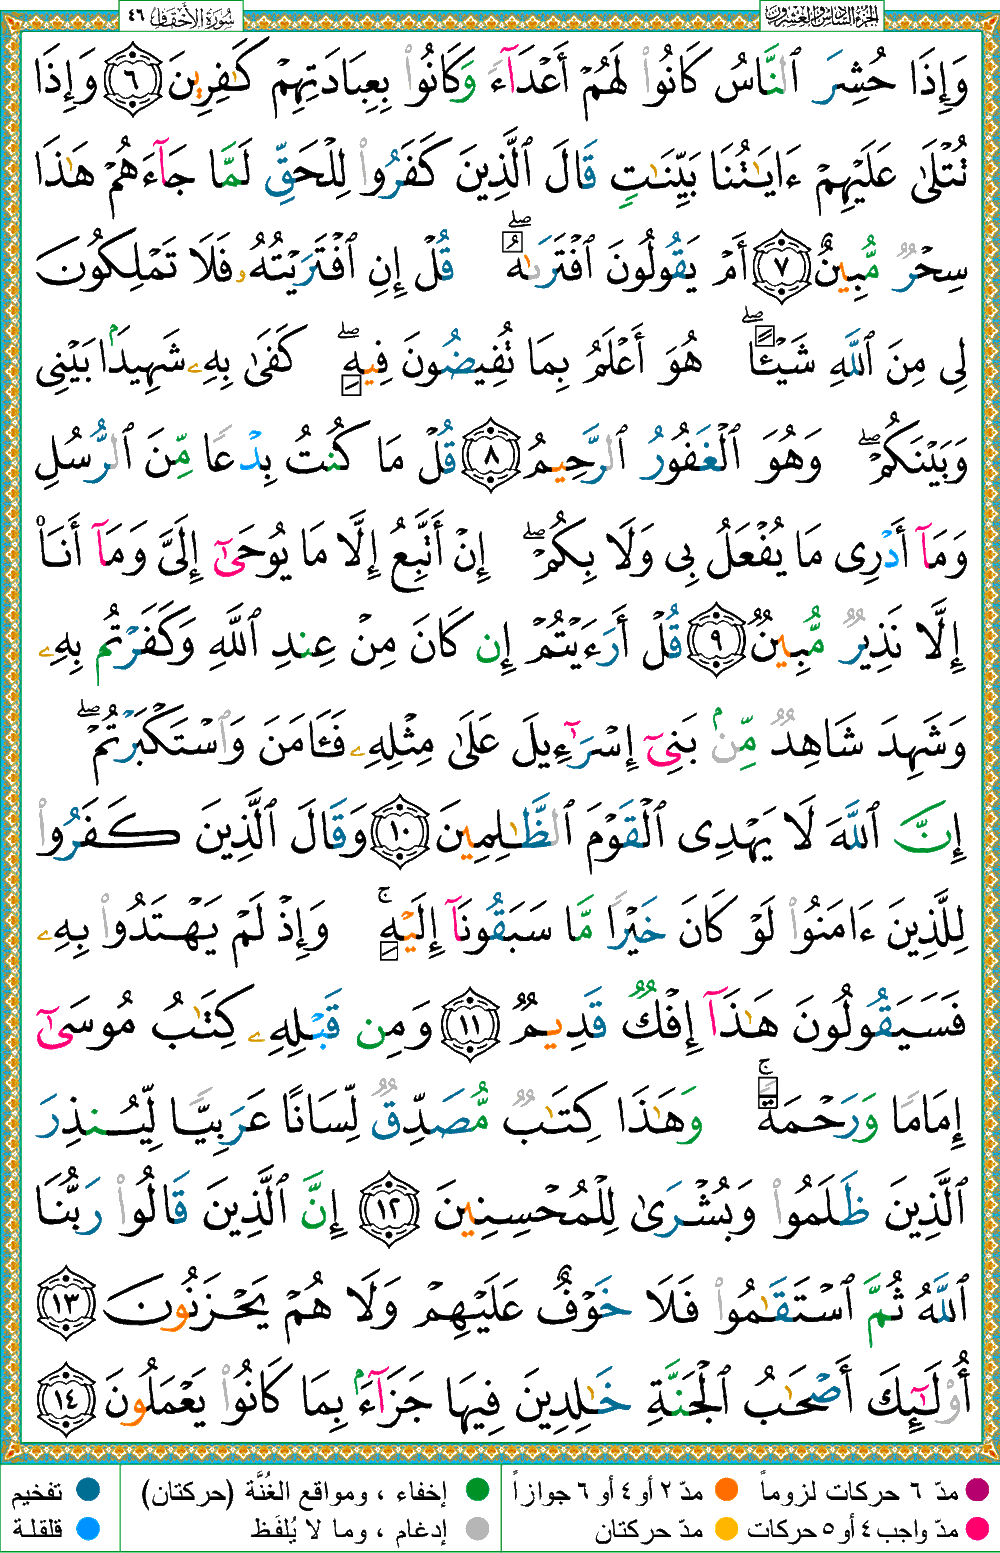 الجزء السادس والعشرون
سُورَةُ الأَحْقَاف ٤٦
وَإِذَا حُشِرَ ٱلنَّاسُ كَانُوا۟ لَهُمْ أَعْدَآءً وَكَانُوا۟ بِعِبَادَتِهِمْ كَـٰفِرِينَ ٦ وَإِذَا
تُتْلَىٰ عَلَيْهِمْ ءَايَـٰتُنَا بَيِّنَـٰتٍ قَالَ ٱلَّذِينَ كَفَرُوا۟ لِلْحَقِّ لَمَّا جَآءَهُمْ هَـٰذَا
سِحْرٌ مُّبِينٌ ٧ أَمْ يَقُولُونَ ٱفْتَرَىٰهُ ۖ قُلْ إِنِ ٱفْتَرَيْتُهُۥ فَلَا تَمْلِكُونَ
لِى مِنَ ٱللَّهِ شَيْـًٔا ۖ هُوَ أَعْلَمُ بِمَا تُفِيضُونَ فِيهِ ۖ كَفَىٰ بِهِۦ شَهِيدًۢا بَيْنِى
وَبَيْنَكُمْ ۖ وَهُوَ ٱلْغَفُورُ ٱلرَّحِيمُ ٨ قُلْ مَا كُنتُ بِدْعًا مِّنَ ٱلرُّسُلِ
وَمَآ أَدْرِى مَا يُفْعَلُ بِى وَلَا بِكُمْ ۖ إِنْ أَتَّبِعُ إِلَّا مَا يُوحَىٰٓ إِلَىَّ وَمَآ أَنَا۠
إِلَّا نَذِيرٌ مُّبِينٌ ٩ قُلْ أَرَءَيْتُمْ إِن كَانَ مِنْ عِندِ ٱللَّهِ وَكَفَرْتُم بِهِۦ
وَشَهِدَ شَاهِدٌ مِّنۢ بَنِىٓ إِسْرَٰٓءِيلَ عَلَىٰ مِثْلِهِۦ فَـَٔامَنَ وَٱسْتَكْبَرْتُمْ ۖ
إِنَّ ٱللَّهَ لَا يَهْدِى ٱلْقَوْمَ ٱلظَّـٰلِمِينَ ١٠ وَقَالَ ٱلَّذِينَ كَفَرُوا۟
لِلَّذِينَ ءَامَنُوا۟ لَوْ كَانَ خَيْرًا مَّا سَبَقُونَآ إِلَيْهِ ۚ وَإِذْ لَمْ يَهْتَدُوا۟ بِهِۦ
فَسَيَقُولُونَ هَـٰذَآ إِفْكٌ قَدِيمٌ ١١ وَمِن قَبْلِهِۦ كِتَـٰبُ مُوسَىٰٓ
إِمَامًا وَرَحْمَةً ۚ وَهَـٰذَا كِتَـٰبٌ مُّصَدِّقٌ لِّسَانًا عَرَبِيًّا لِّيُنذِرَ
ٱلَّذِينَ ظَلَمُوا۟ وَبُشْرَىٰ لِلْمُحْسِنِينَ ١٢ إِنَّ ٱلَّذِينَ قَالُوا۟ رَبُّنَا
ٱللَّهُ ثُمَّ ٱسْتَقَـٰمُوا۟ فَلَا خَوْفٌ عَلَيْهِمْ وَلَا هُمْ يَحْزَنُونَ ١٣
أُو۟لَـٰٓئِكَ أَصْحَـٰبُ ٱلْجَنَّةِ خَـٰلِدِينَ فِيهَا جَزَآءًۢ بِمَا كَانُوا۟ يَعْمَلُونَ ١٤
مدّ ٦ حركات لزوماً مدّ ٢ أو ٤ أو ٦ جوازاً إخفاء ، ومواقع الغُنَّة (حركتان) تفخيم
مدّ واجب ٤ أو ٥ حركات مدّ حركتان إدغام ، وما لا يُلفَظ قلقلة